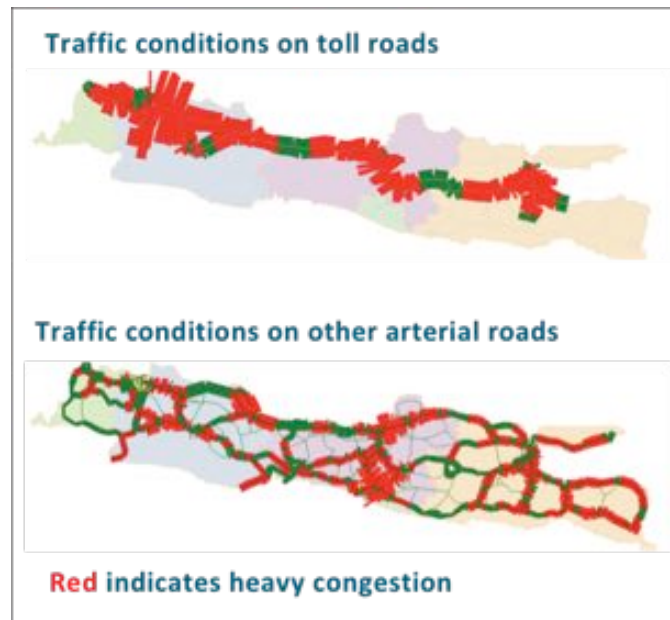 Traffic conditions on toll roads
Traffic conditions on other arterial roads
Red indicates heavy congestion